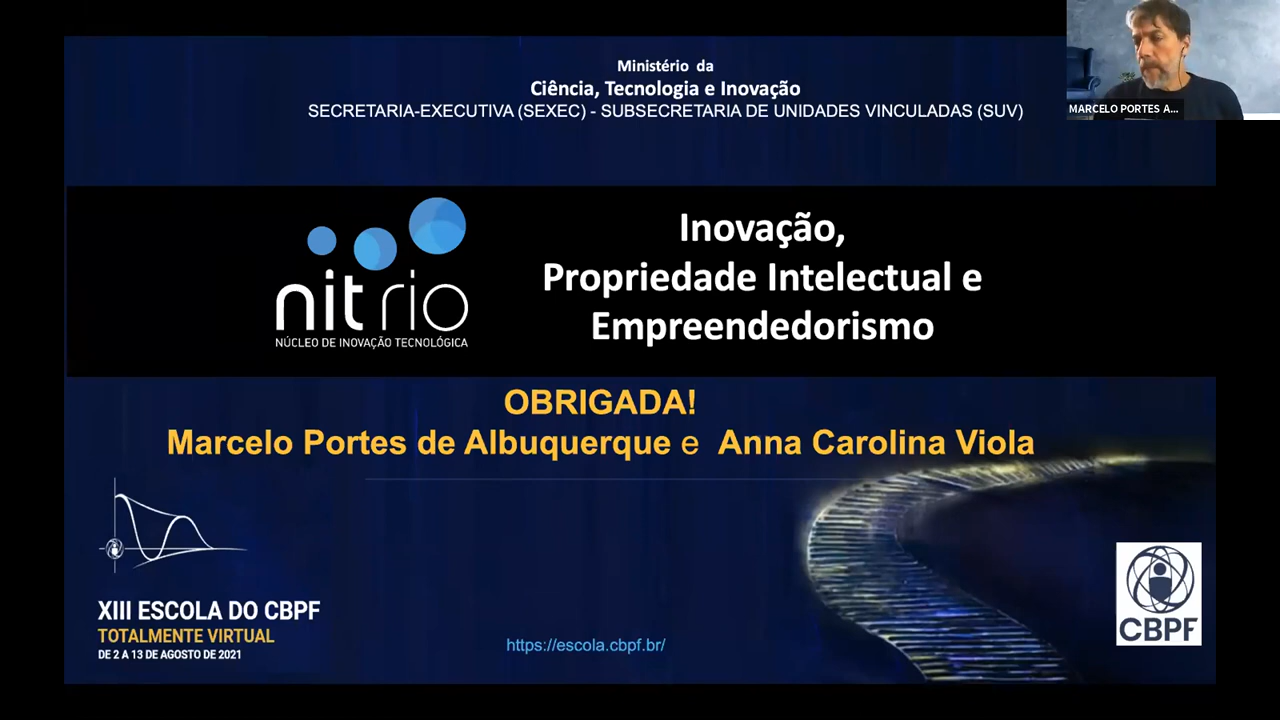 Ministério da
Ciência, Tecnologia e Inovação
SECRETARIA-EXECUTIVA (SEXEC) - SUBSECRETARIA DE UNIDADES VINCULADAS (SUV)
MARCELO PORTES A...
nitrio
NÚCLEO DE INOVAÇÃO TECNOLÓGICA
Inovação,
Propriedade Intelectual e
Empreendedorismo
OBRIGADA!
Marcelo Portes de Albuquerque e Anna Carolina Viola
XIII ESCOLA DO CBPF
TOTALMENTE VIRTUAL
DE 2 A 13 DE AGOSTO DE 2021
https://escola.cbpf.br/
CBPF